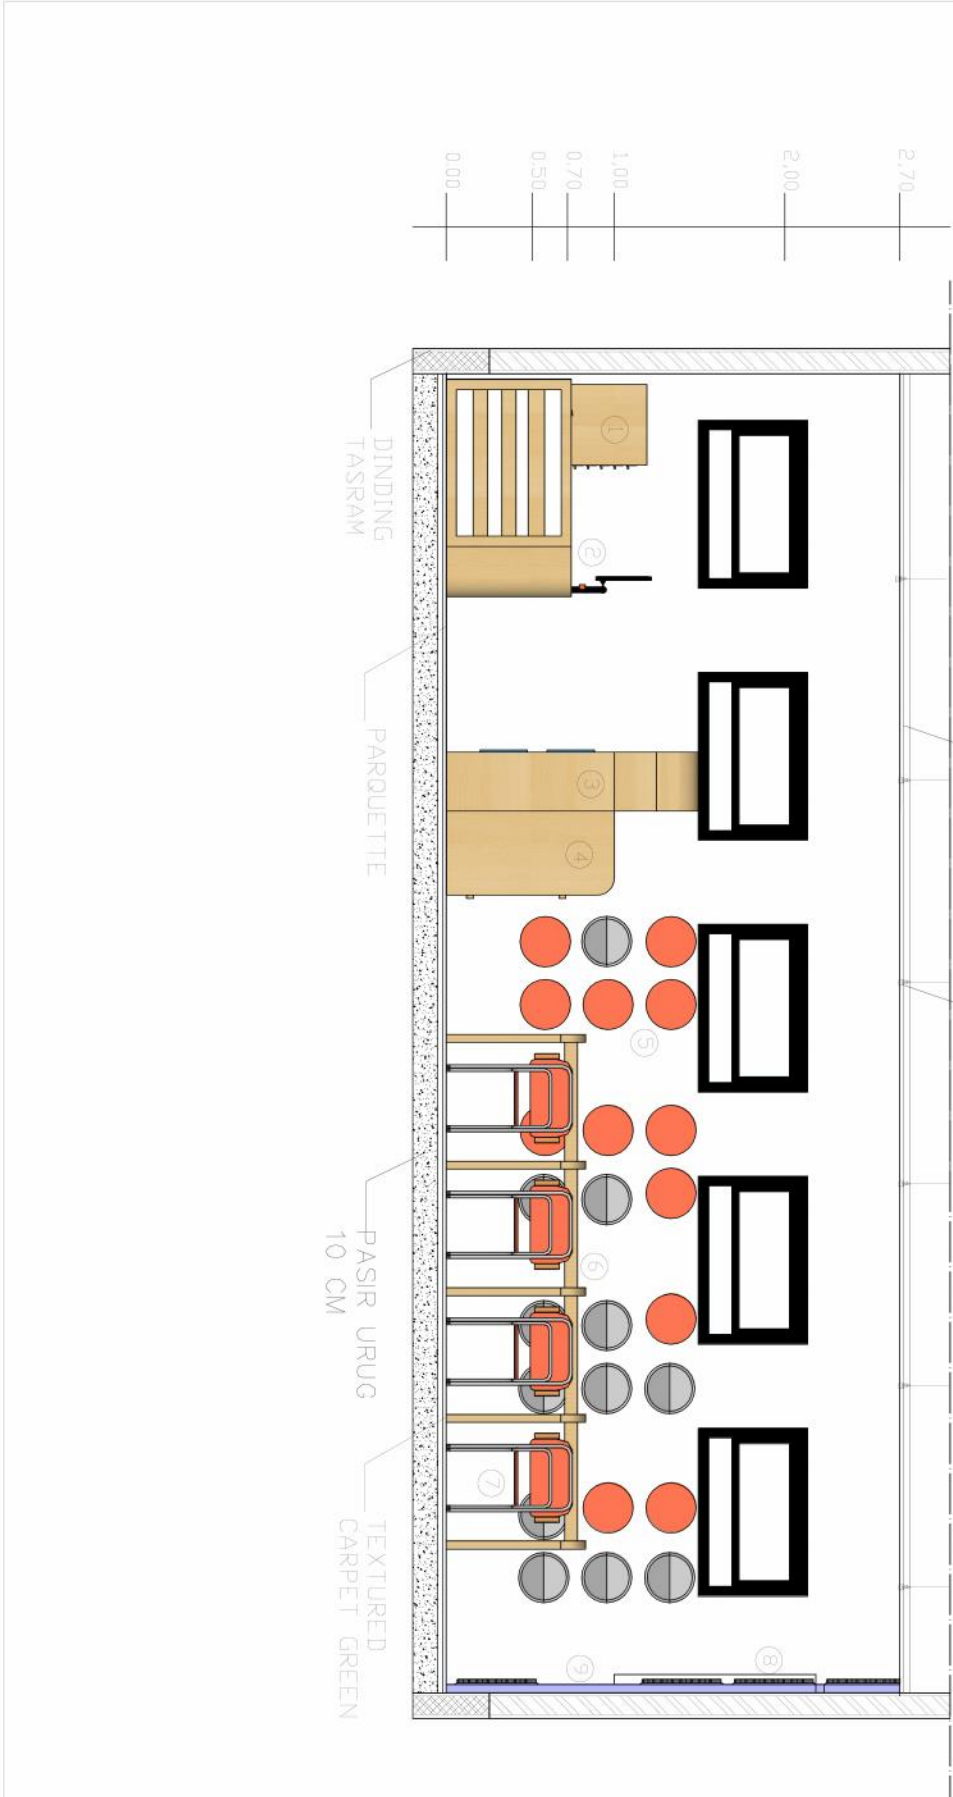 2,70
2,00
1,00
0.70
0.50
0.00
1
2
3
4
5
6
7
8
9
DINDING
TASRAM
PARQUETTE
PASIR URUG
10 CM
TEXTURED
CARPET GREEN